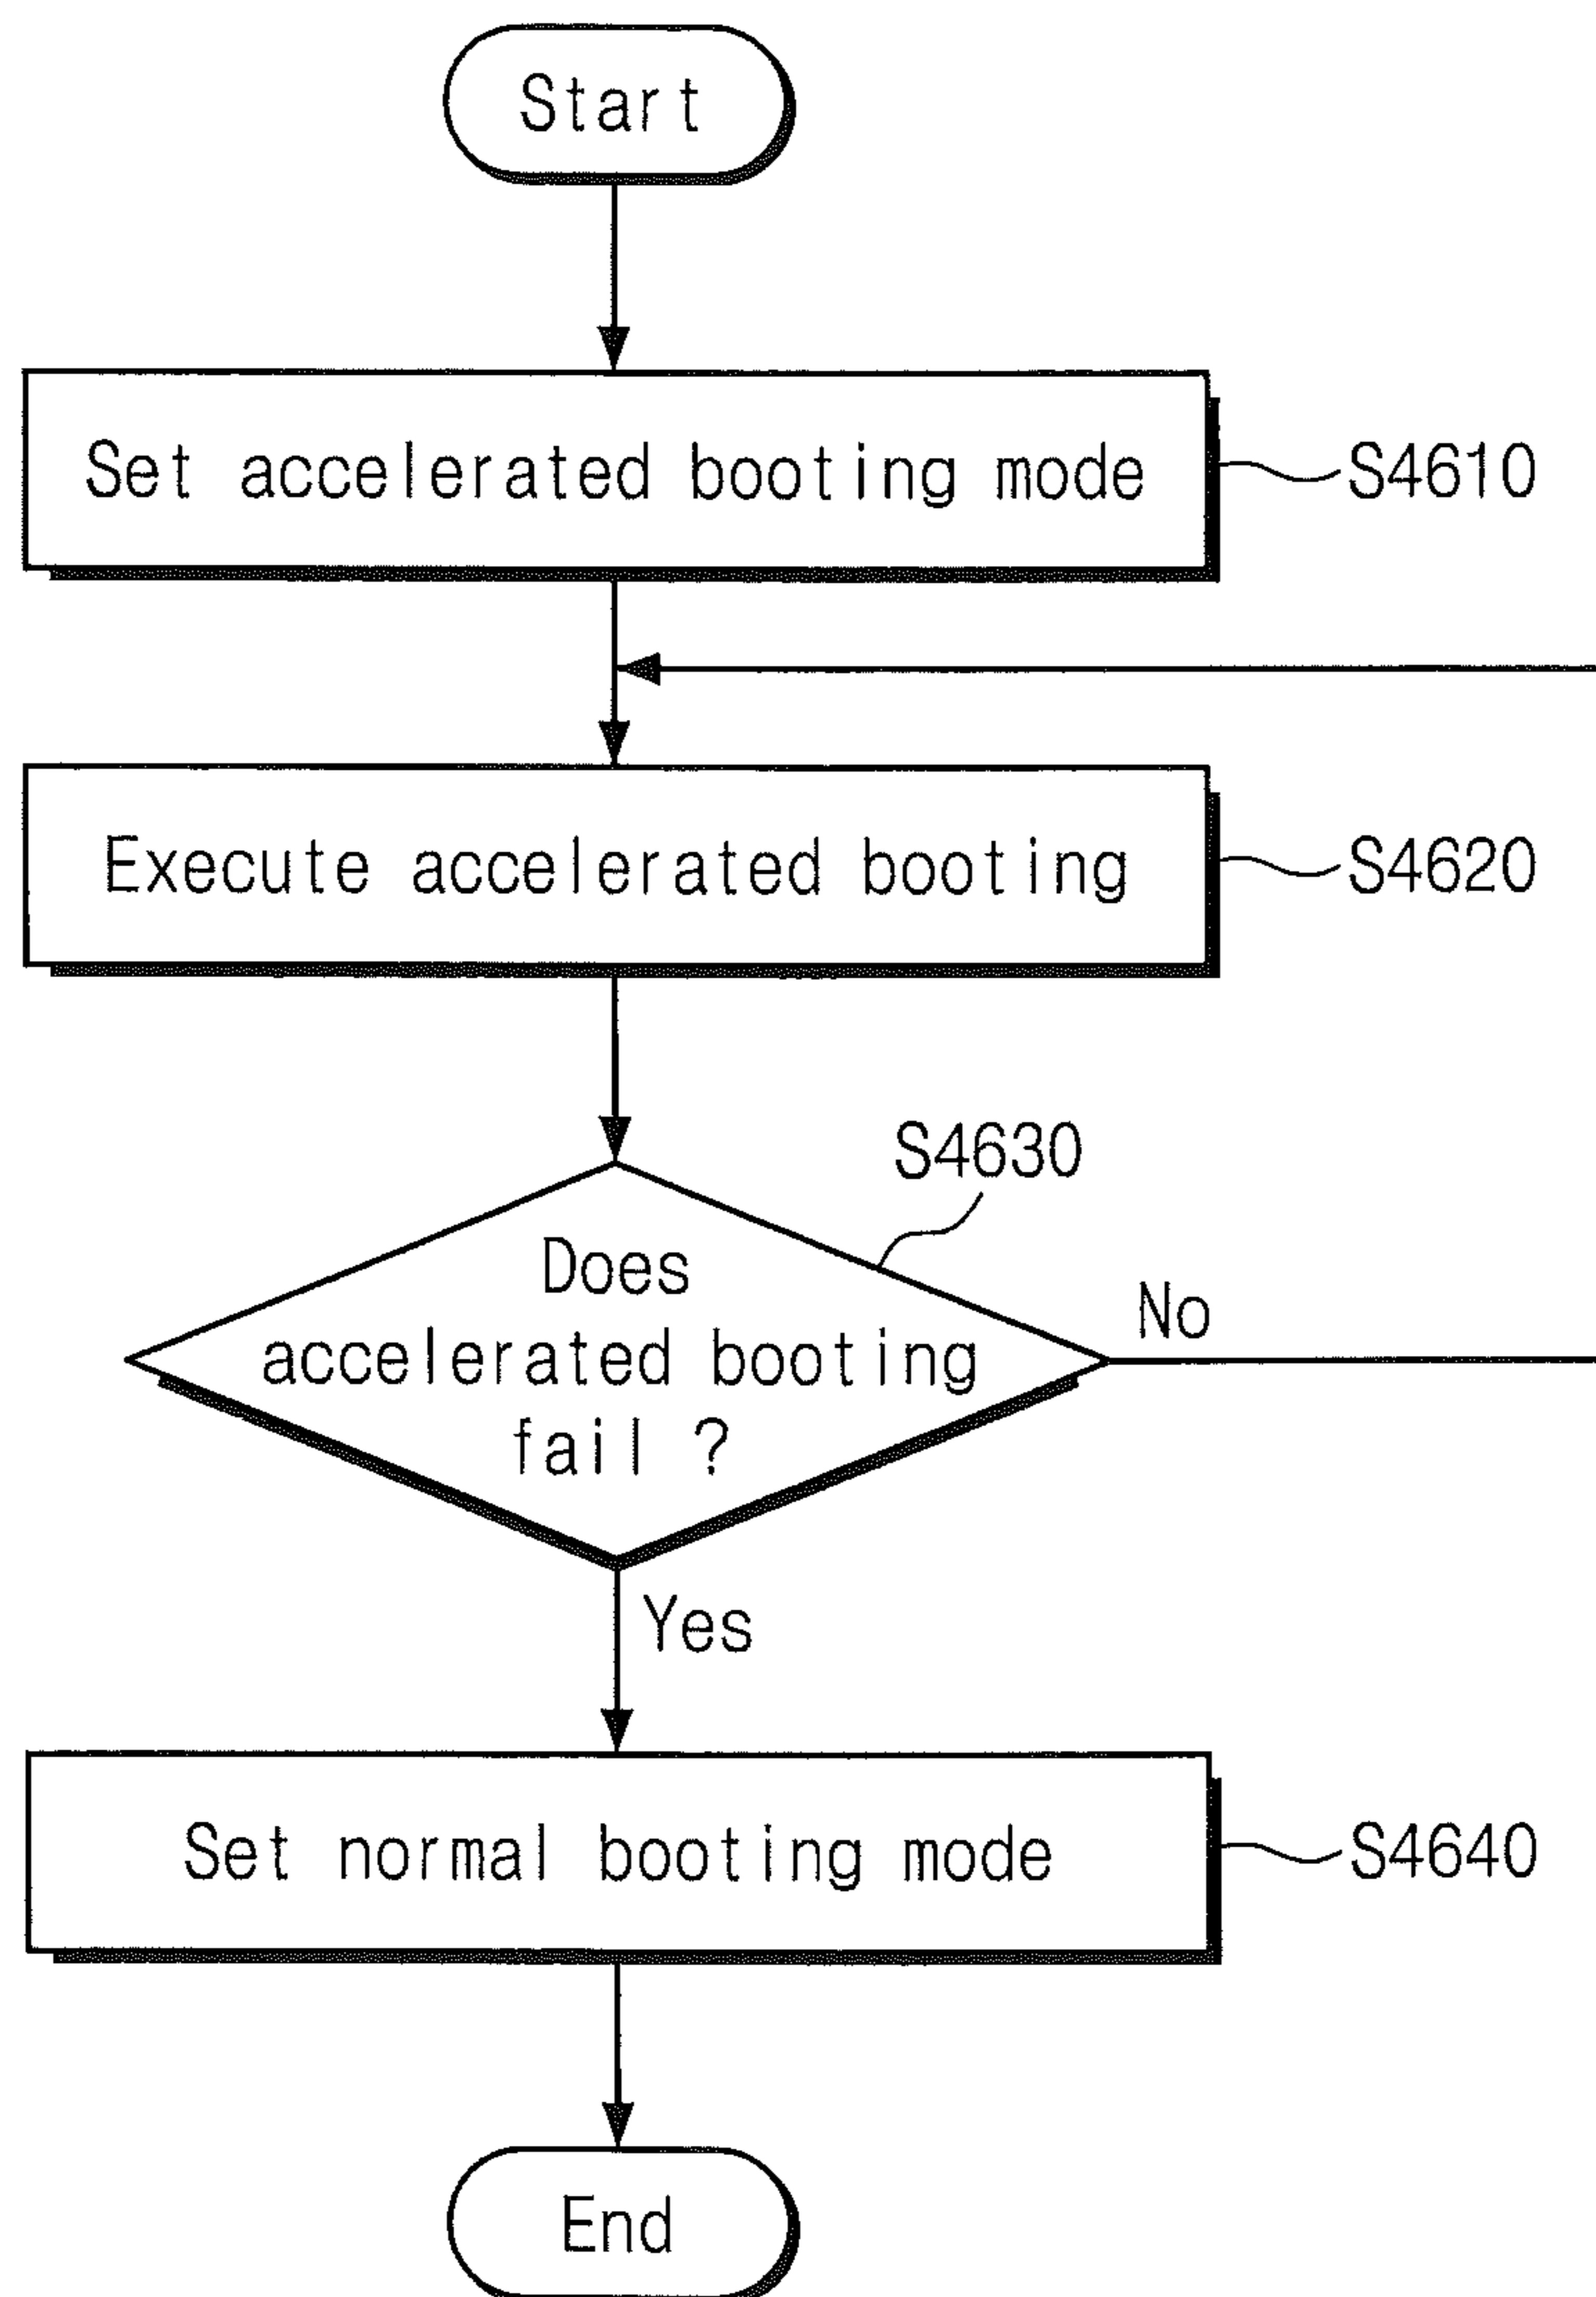 Start
Set accelerated booting mode
S4610
Execute accelerated booting
S4620
S4630
Does
accelerated booting
fail ?
No
Yes
Set normal booting mode
S4640
End